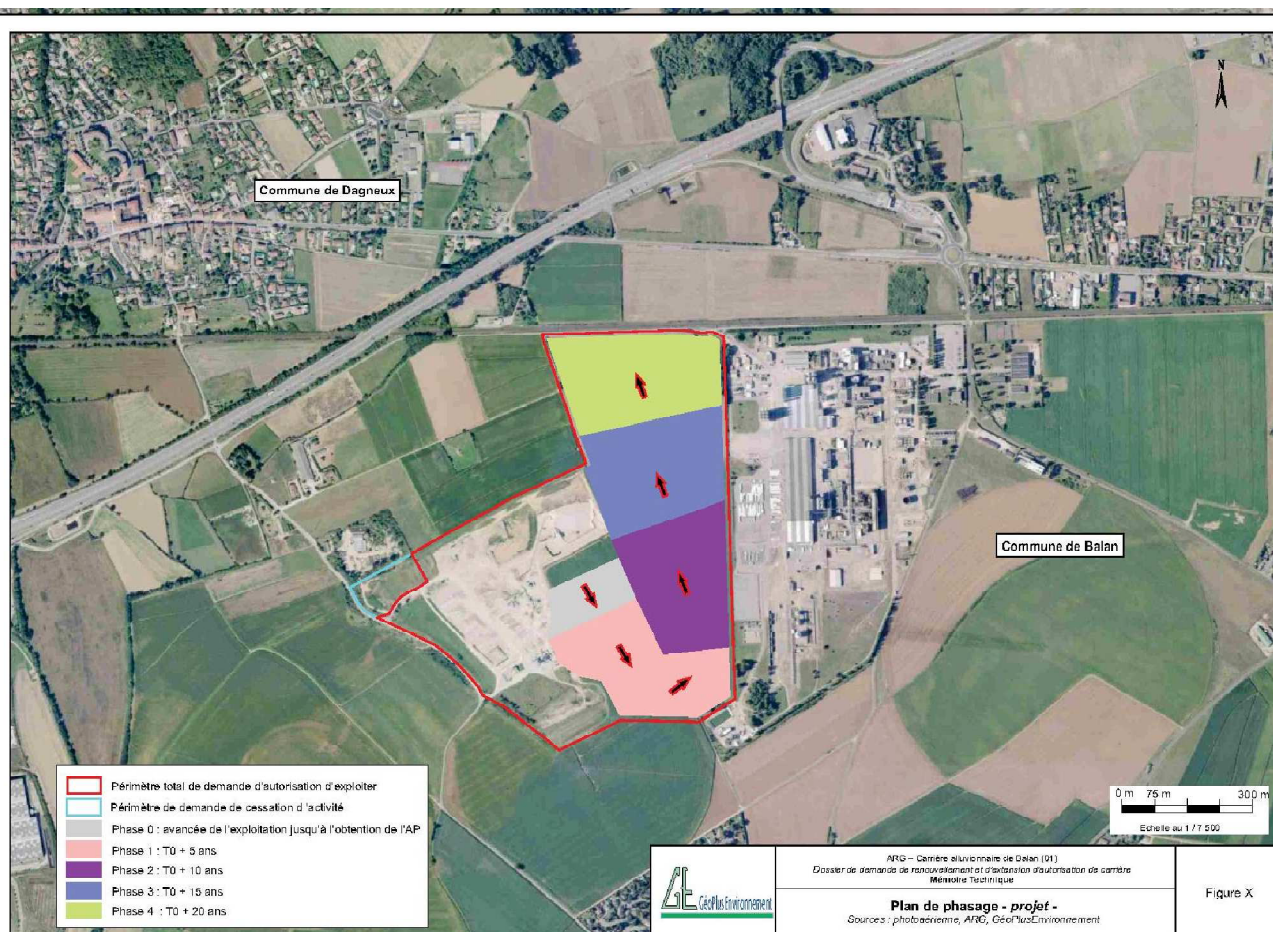 N
Commune de Dagneux
Commune de Balan
Périmètre total de demande d'autorisation d'exploiter
Périmètre de demande de cessation d'activité
Phase 0 : avancée de l'exploitation jusqu'à l'obtention de l'AP
Phase 1 : T0 + 5 ans
Phase 2 : T0 + 10 ans
Phase 3 : T0 + 15 ans
Phase 4 : T0 + 20 ans
0 m 75 m 300 m
Echelle au 1 / 7 500
GéoPlusEnvironnement
ARG – Carrière alluvionnaire de Balan (01)
Dossier de demande de renouvellement et d'extension d'autorisation de carrière
Mémoire Technique
Plan de phasage - projet -
Sources : photoaérienne, ARG, GéoPlusEnvironnement
Figure X